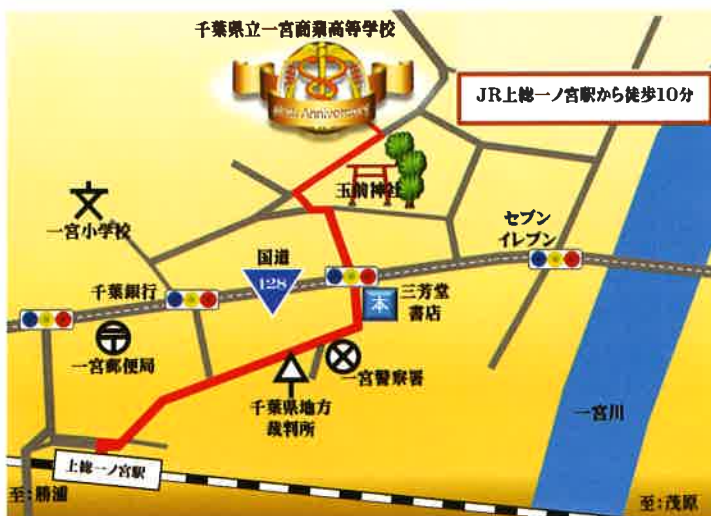 千葉県立一宮商業高等学校
Anniversary
JR上総一ノ宮駅から徒歩10分
玉前神社
一宮小学校
セブン
イレブン
国道
128
千葉銀行
本
三芳堂
書店
一宮郵便局
一宮警察署
千葉県地方
裁判所
一宮川
上総一ノ宮駅
至:勝浦
至:茂原